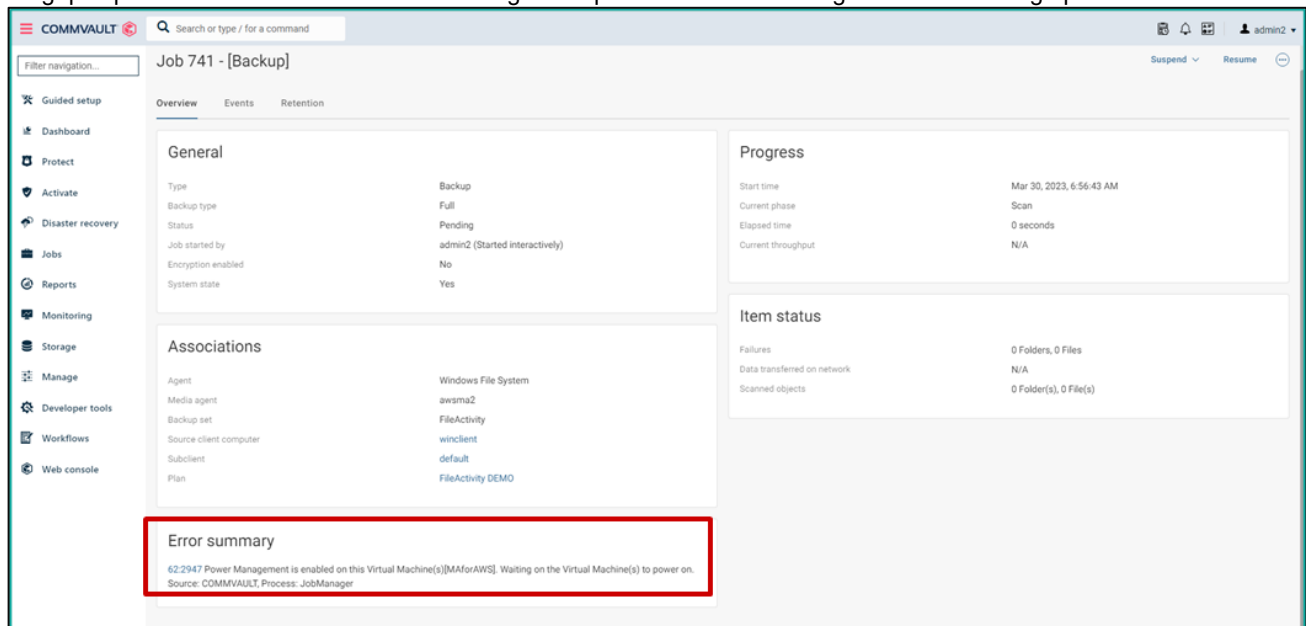 COMMVAULT
Search or type / for a command
admin2
Filter navigation...
Job 741 - [Backup]
Suspend
Resume
Guided setup
Dashboard
Protect
Activate
Disaster recovery
Jobs
Reports
Monitoring
Storage
Manage
Developer tools
Workflows
Web console
Overview Events Retention
General
Type Backup
Backup type Full
Status Pending
Job started by admin2 (Started interactively)
Encryption enabled No
System state Yes
Associations
Agent Windows File System
Media agent awsma2
Backup set FileActivity
Source client computer winclient
Subclient default
Plan FileActivity DEMO
Error summary
62:2947 Power Management is enabled on this Virtual Machine(s)[MAforAWS]. Waiting on the Virtual Machine(s) to power on.
Source: COMMVAULT, Process: JobManager
Progress
Start time Mar 30, 2023, 6:56:43 AM
Current phase Scan
Elapsed time 0 seconds
Current throughput N/A
Item status
Failures 0 Folders, 0 Files
Data transferred on network N/A
Scanned objects 0 Folder(s), 0 File(s)